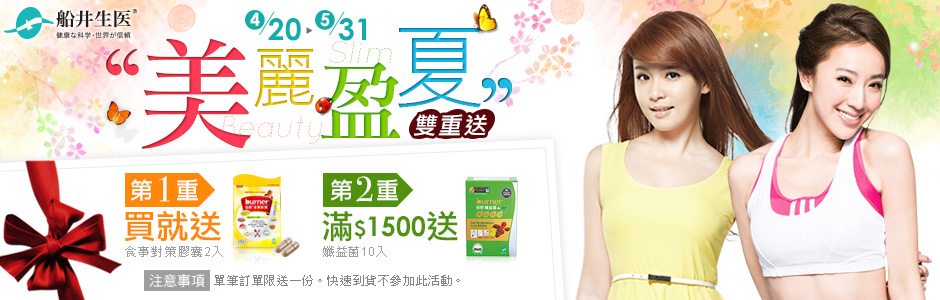 船井生医®
健康な科学・世界が信頼
4/20 ▸ 5/31
Slim
Beauty
“美麗盈夏”
雙重送
第1重
買就送
食事對策膠囊2入
burner
第2重
滿$1500送
孅益菌10入
burner
注意事項 單筆訂單限送一份。快速到貨不參加此活動。